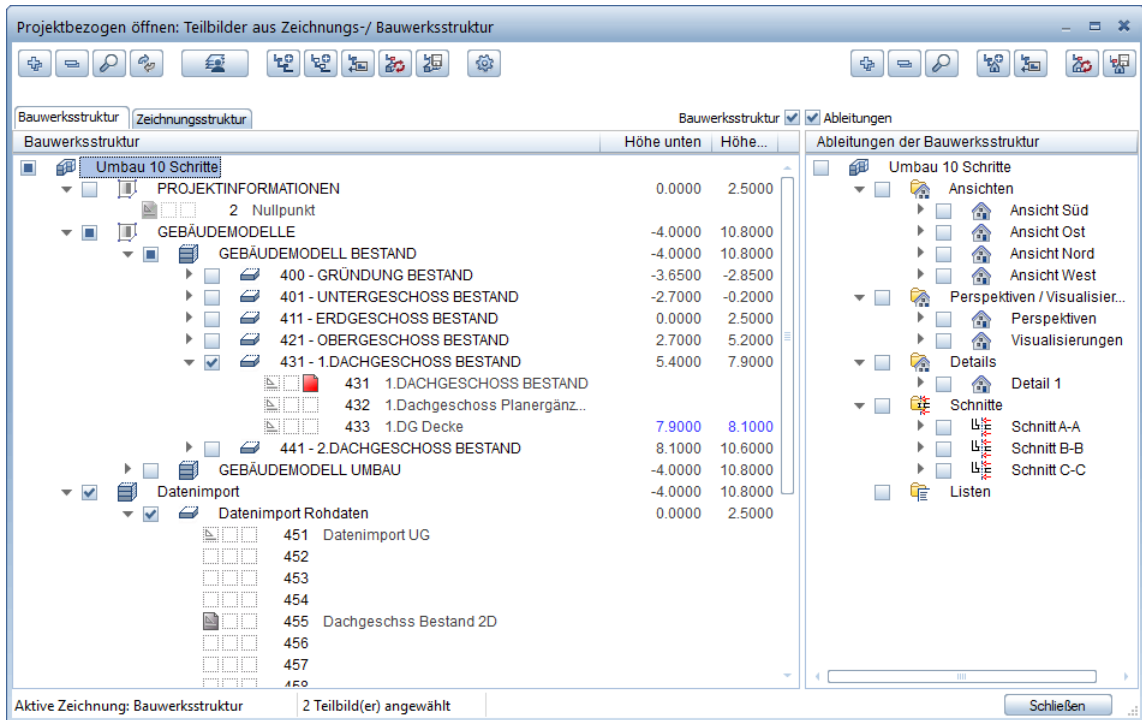 Projektbezogen öffnen: Teilbilder aus Zeichnungs-/ Bauwerksstruktur
Bauwerksstruktur Zeichnungsstruktur Bauwerksstruktur Ableitungen
Bauwerksstruktur Höhe unten Höhe...
Umbau 10 Schritte
PROJEKTINFORMATIONEN 0.0000 2.5000
2 Nullpunkt
GEBÄUDEMODELLE -4.0000 10.8000
GEBÄUDEMODELL BESTAND -4.0000 10.8000
400 - GRÜNDUNG BESTAND -3.6500 -2.8500
401 - UNTERGESCHOSS BESTAND -2.7000 -0.2000
411 - ERDGESCHOSS BESTAND 0.0000 2.5000
421 - OBERGESCHOSS BESTAND 2.7000 5.2000
431 - 1.DACHGESCHOSS BESTAND 5.4000 7.9000
431 1.DACHGESCHOSS BESTAND
432 1.Dachgeschoss Planergänz...
433 1.DG Decke 7.9000 8.1000
441 - 2.DACHGESCHOSS BESTAND 8.1000 10.6000
GEBÄUDEMODELL UMBAU -4.0000 10.8000
Datenimport -4.0000 10.8000
Datenimport Rohdaten 0.0000 2.5000
451 Datenimport UG
452
453
454
455 Dachgeschss Bestand 2D
456
457
458
Ableitungen der Bauwerksstruktur
Umbau 10 Schritte
Ansichten
Ansicht Süd
Ansicht Ost
Ansicht Nord
Ansicht West
Perspektiven / Visualisier...
Perspektiven
Visualisierungen
Details
Detail 1
Schnitte
Schnitt A-A
Schnitt B-B
Schnitt C-C
Listen
Aktive Zeichnung: Bauwerksstruktur 2 Teilbild(er) angewählt Schließen